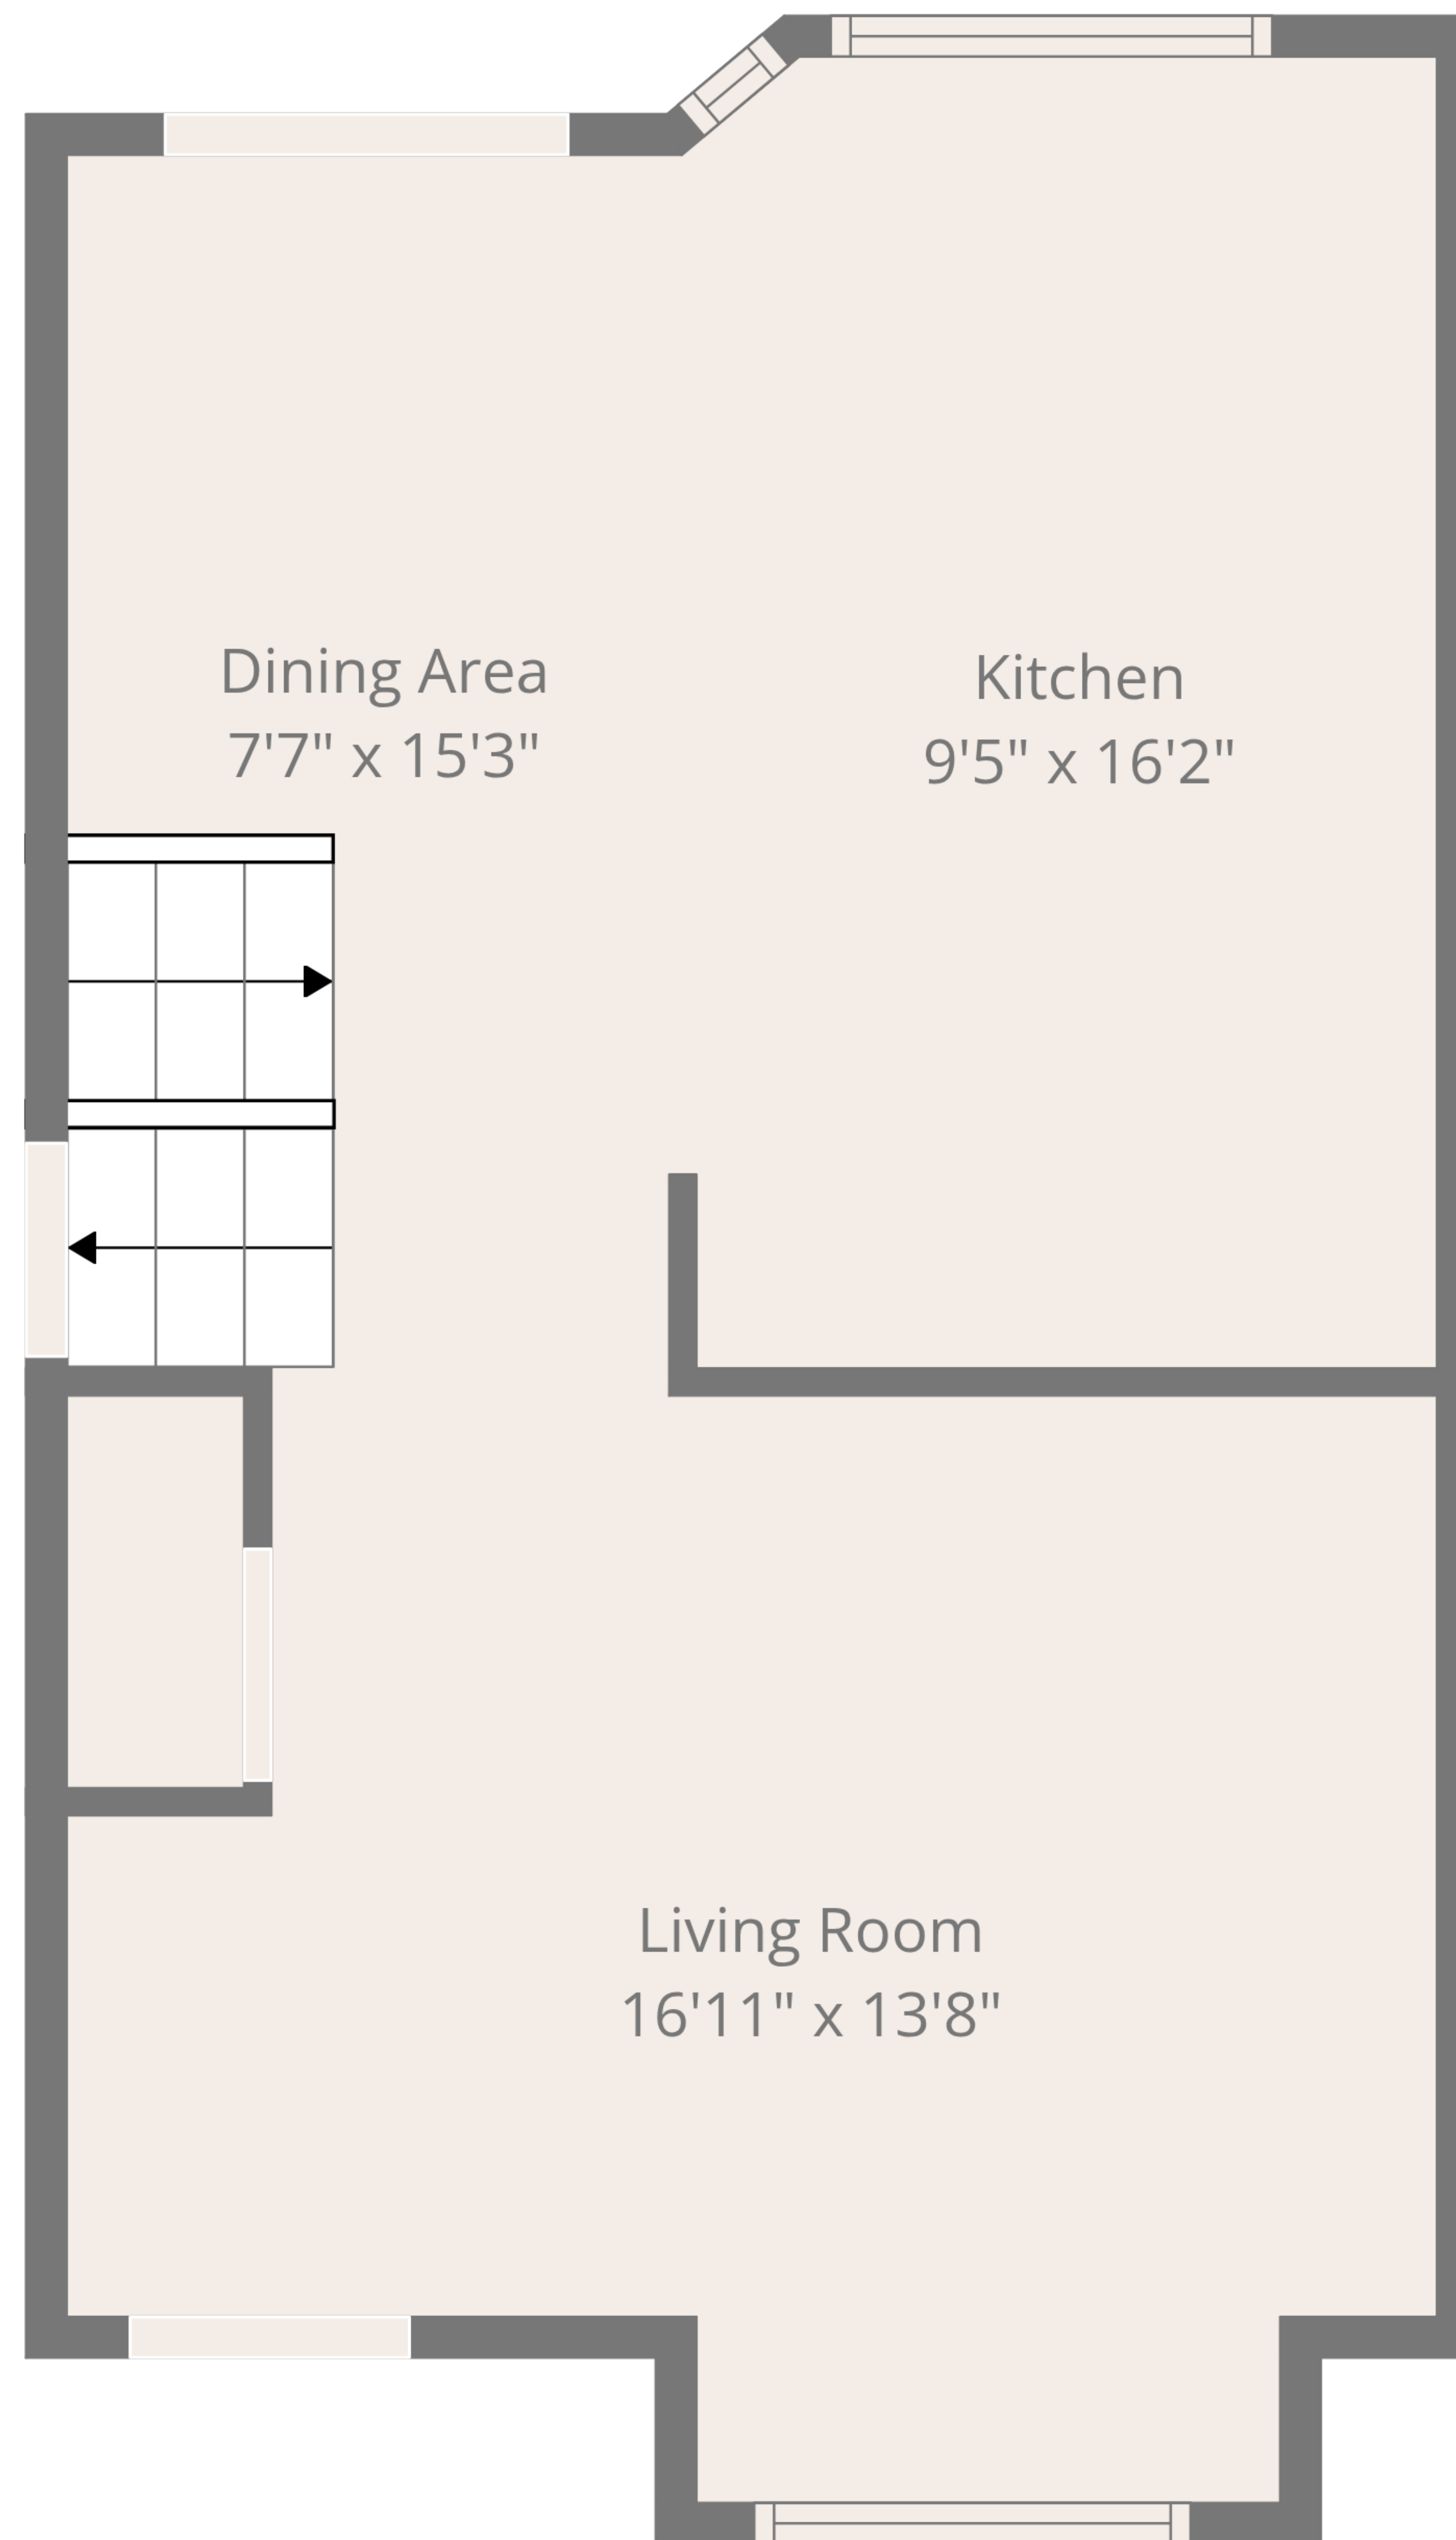 Dining Area
7'7" x 15'3"
Kitchen
9'5" x 16'2"
Living Room
16'11" x 13'8"